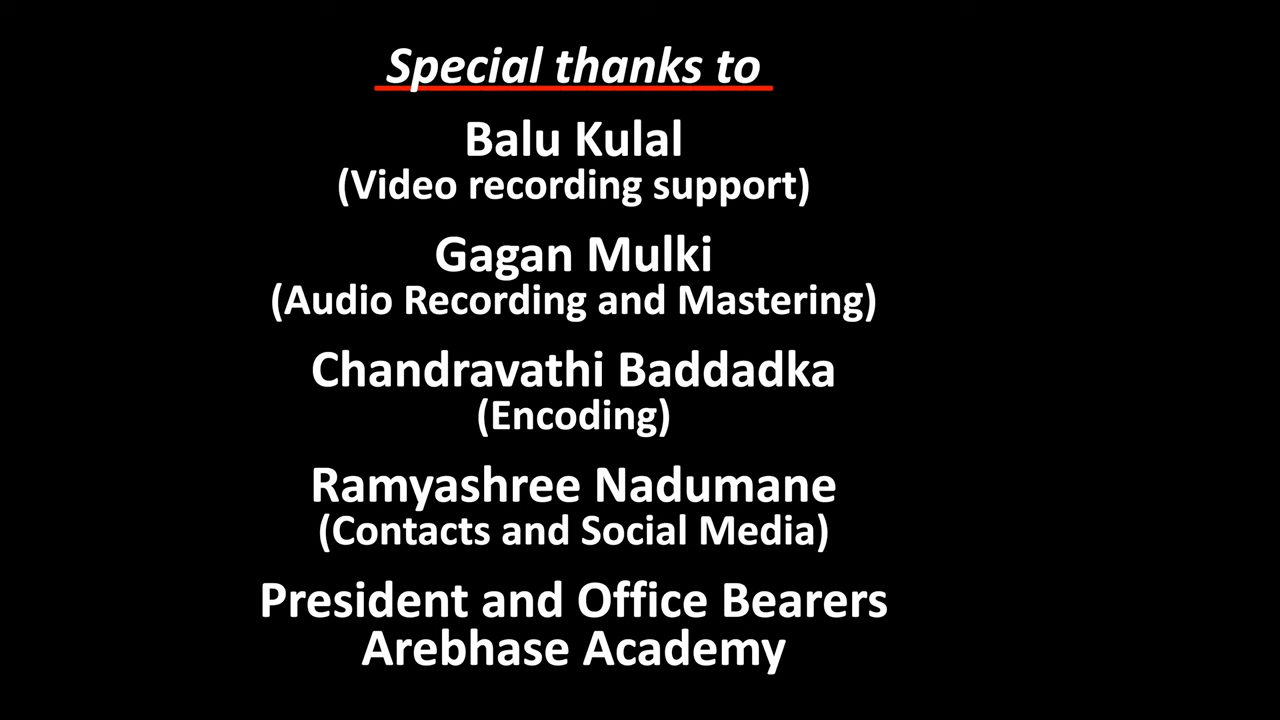 Special thanks to
Balu Kulal
(Video recording support)
Gagan Mulki
(Audio Recording and Mastering)
Chandravathi Baddadka
(Encoding)
Ramyashree Nadumane
(Contacts and Social Media)
President and Office Bearers
Arebhase Academy